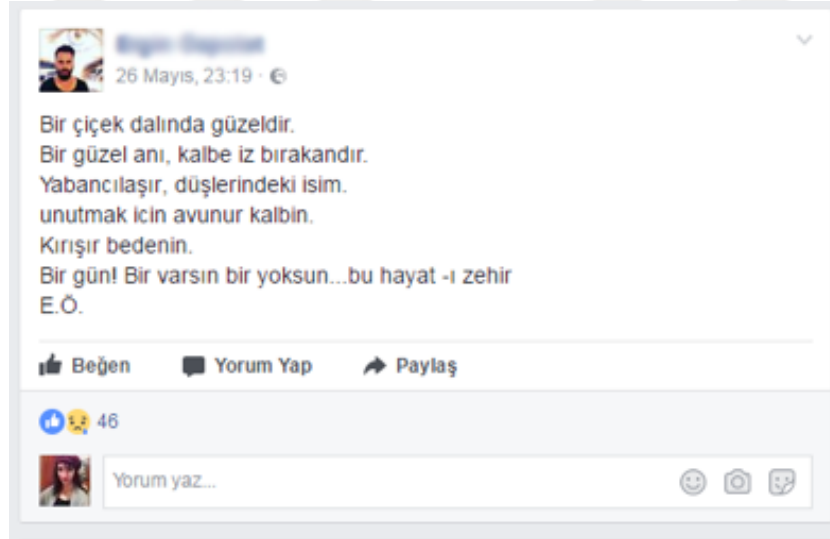 26 Mayıs, 23:19 ·
Bir çiçek dalında güzeldir.
Bir güzel anı, kalbe iz bırakandır.
Yabancılaşır, düşlerindeki isim.
unutmak icin avunur kalbin.
Kırışır bedenin.
Bir gün! Bir varsın bir yoksun...bu hayat -ı zehir
E.Ö.
Beğen Yorum Yap Paylaş
46
Yorum yaz...